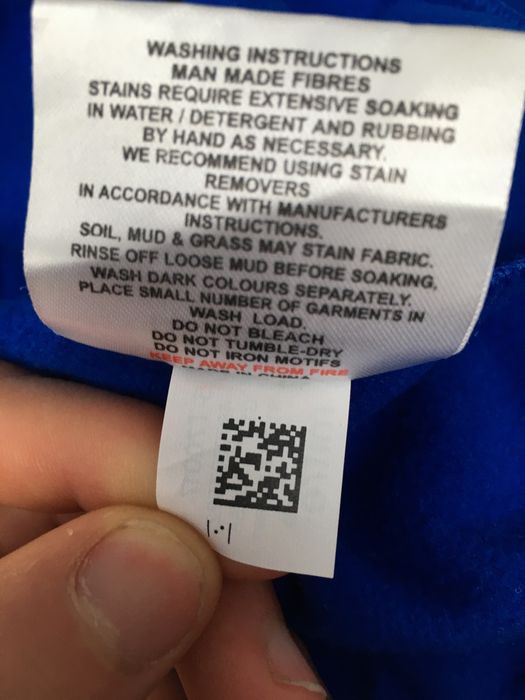 WASHING INSTRUCTIONS
MAN MADE FIBRES
STAINS REQUIRE EXTENSIVE SOAKING
IN WATER / DETERGENT AND RUBBING
BY HAND AS NECESSARY.
WE RECOMMEND USING STAIN
REMOVERS
IN ACCORDANCE WITH MANUFACTURERS
INSTRUCTIONS.
SOIL, MUD & GRASS MAY STAIN FABRIC.
RINSE OFF LOOSE MUD BEFORE SOAKING,
WASH DARK COLOURS SEPARATELY.
PLACE SMALL NUMBER OF GARMENTS IN
WASH LOAD.
DO NOT BLEACH
DO NOT TUMBLE-DRY
DO NOT IRON MOTIFS
KEEP AWAY FROM FIRE
MADE IN CHINA